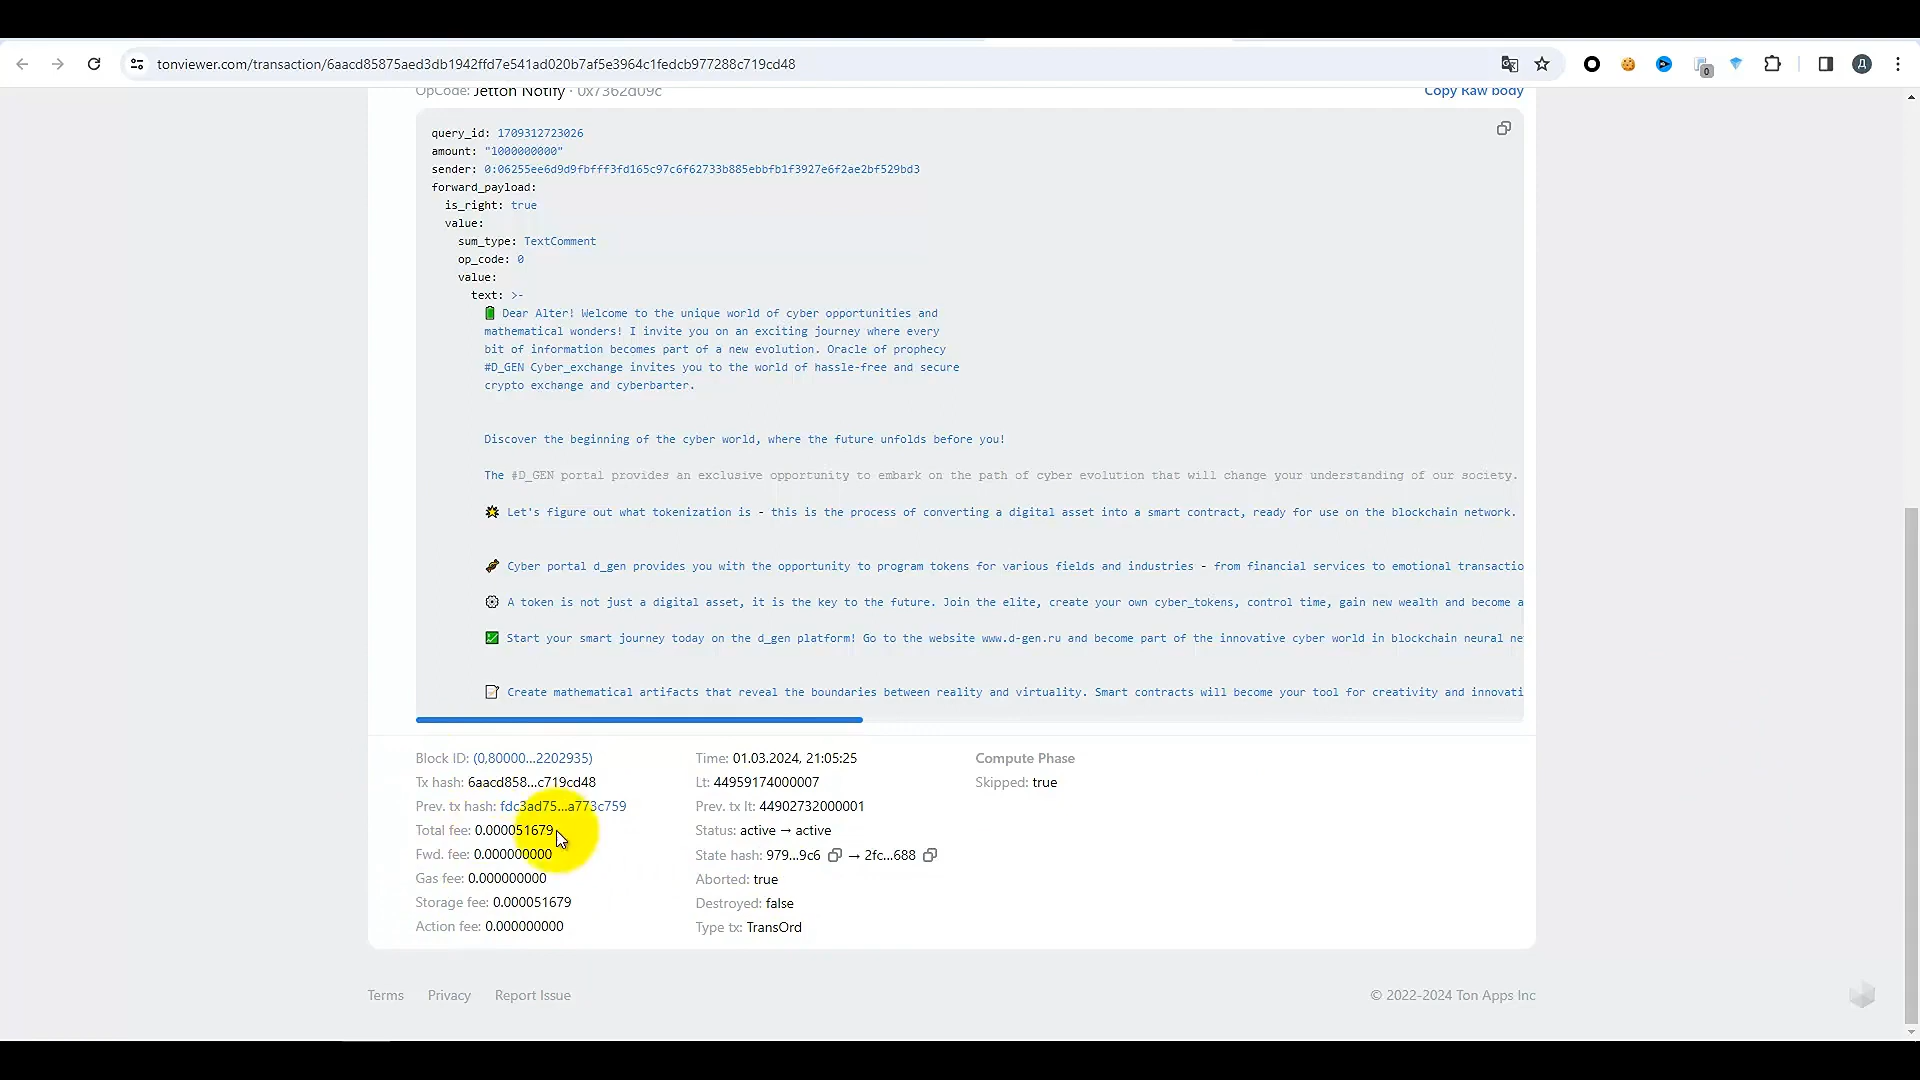 tonviewer.com/transaction/6aacd85875aed3db1942ffd7e541ad020b7af5e3964c1fedcb977288c719cd48
0
Д
OpCode: Jetton Notify · 0x7362d09c
Copy Raw body
query_id: 1709312723026
amount: "1000000000"
sender: 0:06255ee6d9d9fbfff3fd165c97c6f62733b885ebbfb1f3927e6f2ae2bf529bd3
forward_payload:
is_right: true
value:
sum_type: TextComment
op_code: 0
value:
text: >-
Dear Alter! Welcome to the unique world of cyber opportunities and
mathematical wonders! I invite you on an exciting journey where every
bit of information becomes part of a new evolution. Oracle of prophecy
#D_GEN Cyber_exchange invites you to the world of hassle-free and secure
crypto exchange and cyberbarter.
Discover the beginning of the cyber world, where the future unfolds before you!
The #D_GEN portal provides an exclusive opportunity to embark on the path of cyber evolution that will change your understanding of our society.
Let's figure out what tokenization is - this is the process of converting a digital asset into a smart contract, ready for use on the blockchain network.
Cyber portal d_gen provides you with the opportunity to program tokens for various fields and industries - from financial services to emotional transactio
A token is not just a digital asset, it is the key to the future. Join the elite, create your own cyber_tokens, control time, gain new wealth and become a
Start your smart journey today on the d_gen platform! Go to the website www.d-gen.ru and become part of the innovative cyber world in blockchain neural ne
Create mathematical artifacts that reveal the boundaries between reality and virtuality. Smart contracts will become your tool for creativity and innovati
Block ID: (0,80000...2202935)
Tx hash: 6aacd858...c719cd48
Prev. tx hash: fdc3ad75...a773c759
Total fee: 0.000051679
Fwd. fee: 0.000000000
Gas fee: 0.000000000
Storage fee: 0.000051679
Action fee: 0.000000000
Time: 01.03.2024, 21:05:25
Lt: 44959174000007
Prev. tx lt: 44902732000001
Status: active → active
State hash: 979...9c6 → 2fc...688
Aborted: true
Destroyed: false
Type tx: TransOrd
Compute Phase
Skipped: true
Terms
Privacy
Report Issue
© 2022-2024 Ton Apps Inc